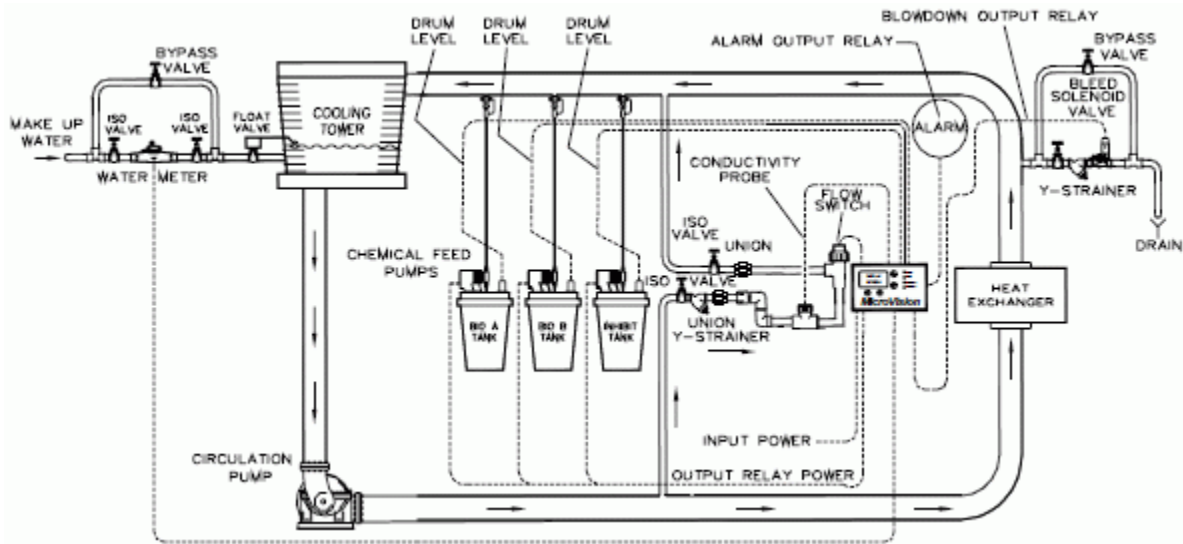 DRUM
LEVEL
DRUM
LEVEL
DRUM
LEVEL
BLOWDOWN OUTPUT RELAY
ALARM OUTPUT RELAY
BYPASS
VALVE
BYPASS
VALVE
BLEED
SOLENOID
VALVE
MAKE UP
WATER
ISO
VALVE
ISO
VALVE
FLOAT
VALVE
COOLING
TOWER
WATER METER
ALARM
CONDUCTIVITY
PROBE
FLOW
SWITCH
Y-STRAINER
DRAIN
ISO
VALVE
UNION
CHEMICAL FEED
PUMPS
ISO VALVE
BIO A
TANK
BIO B
TANK
INHIBIT
TANK
UNION
Y-STRAINER
MicroVision
HEAT
EXCHANGER
INPUT POWER
OUTPUT RELAY POWER
CIRCULATION
PUMP